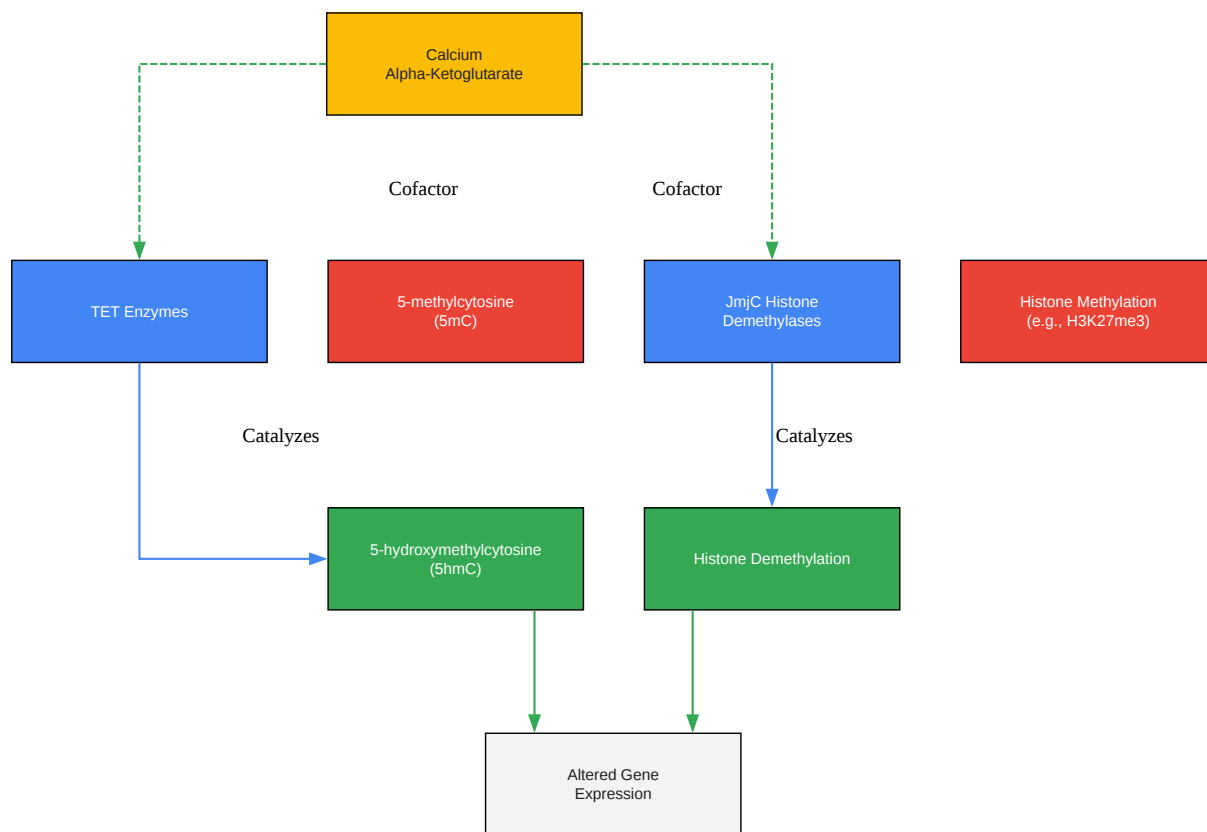 Calcium
Alpha-Ketoglutarate
Cofactor
Cofactor
TET Enzymes
5-methylcytosine
(5mC)
JmjC Histone
Demethylases
Histone Methylation
(e.g., H3K27me3)
Catalyzes
Catalyzes
5-hydroxymethylcytosine
(5hmC)
Histone Demethylation
Altered Gene
Expression